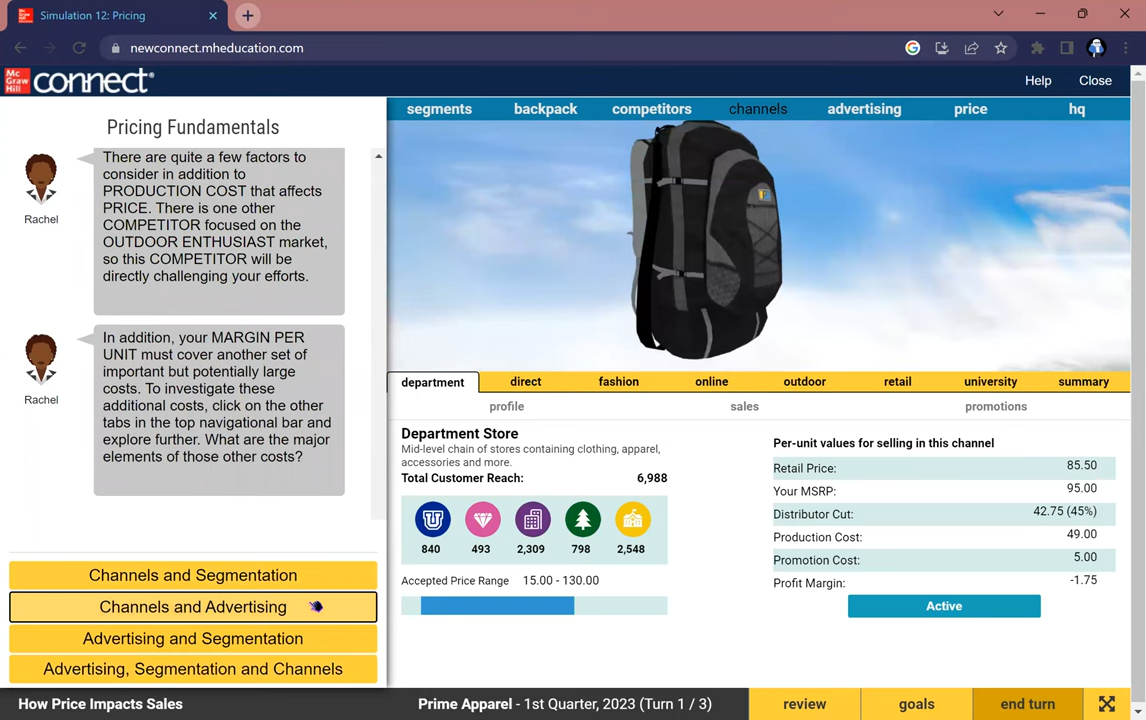 Simulation 12: Pricing
newconnect.mheducation.com
Mc Graw Hill connect®
Help Close
segments backpack competitors channels advertising price hq
Pricing Fundamentals
There are quite a few factors to
consider in addition to
PRODUCTION COST that affects
PRICE. There is one other
COMPETITOR focused on the
OUTDOOR ENTHUSIAST market,
so this COMPETITOR will be
directly challenging your efforts.
Rachel
In addition, your MARGIN PER
UNIT must cover another set of
important but potentially large
costs. To investigate these
additional costs, click on the other
tabs in the top navigational bar and
explore further. What are the major
elements of those other costs?
Rachel
Channels and Segmentation
Channels and Advertising
Advertising and Segmentation
Advertising, Segmentation and Channels
department direct fashion online outdoor retail university summary
profile sales promotions
Department Store
Mid-level chain of stores containing clothing, apparel,
accessories and more.
Total Customer Reach: 6,988
840 493 2,309 798 2,548
Accepted Price Range 15.00 - 130.00
Per-unit values for selling in this channel
Retail Price: 85.50
Your MSRP: 95.00
Distributor Cut: 42.75 (45%)
Production Cost: 49.00
Promotion Cost: 5.00
Profit Margin: -1.75
Active
How Price Impacts Sales
Prime Apparel - 1st Quarter, 2023 (Turn 1 / 3)
review goals end turn